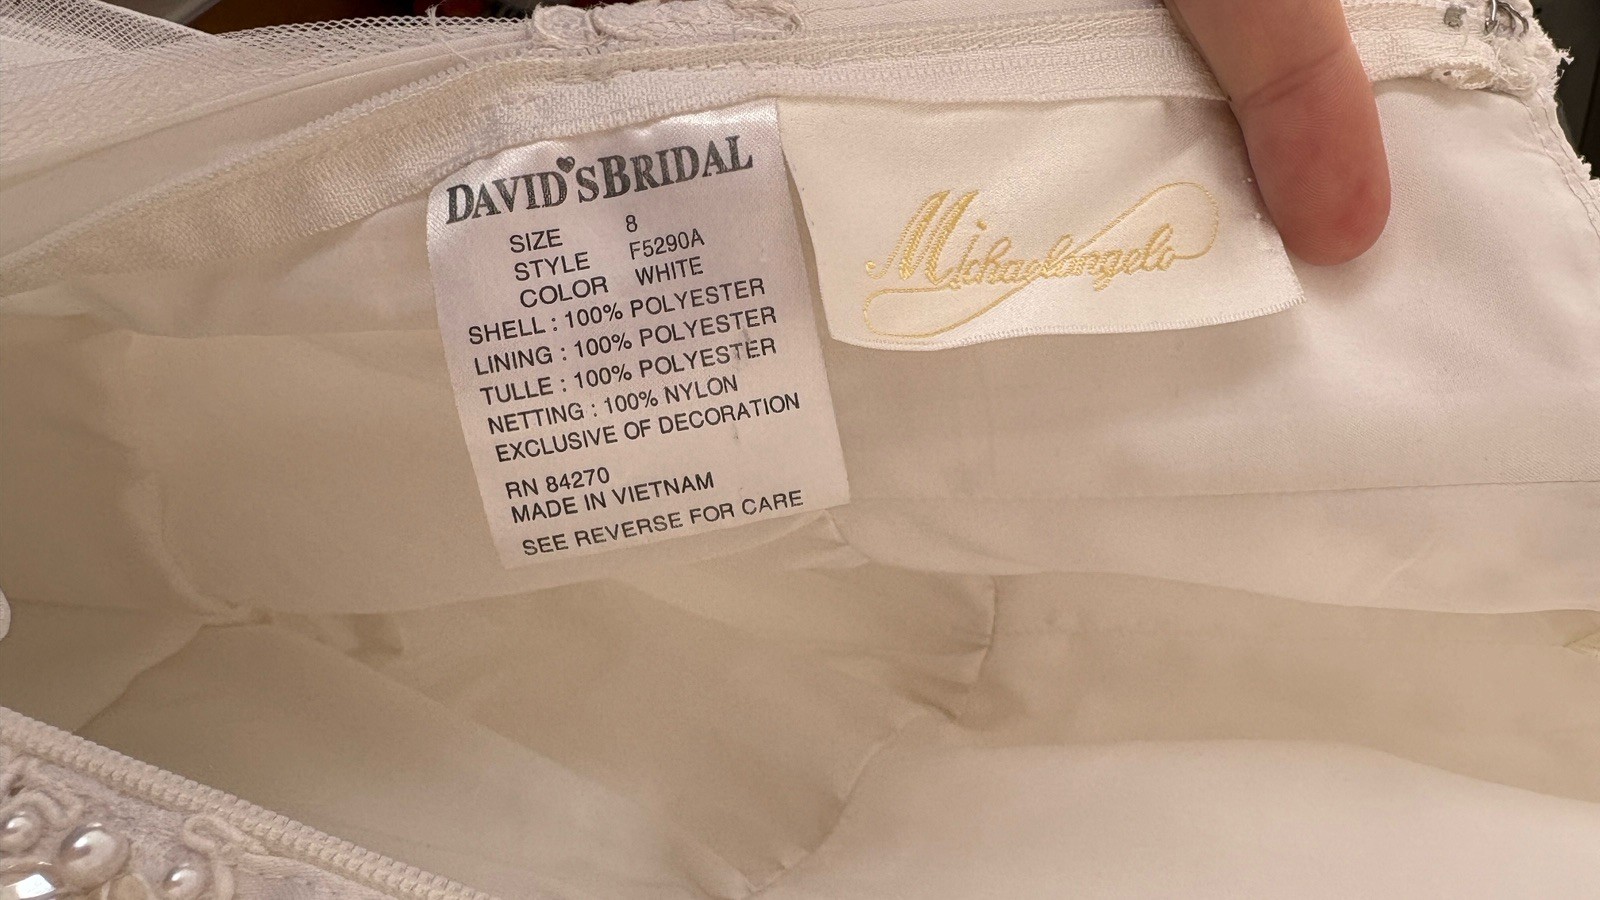 DAVID'SBRIDAL
SIZE 8
STYLE F5290A
COLOR WHITE
SHELL : 100% POLYESTER
LINING : 100% POLYESTER
TULLE : 100% POLYESTER
NETTING : 100% NYLON
EXCLUSIVE OF DECORATION
RN 84270
MADE IN VIETNAM
SEE REVERSE FOR CARE
Michaelangelo